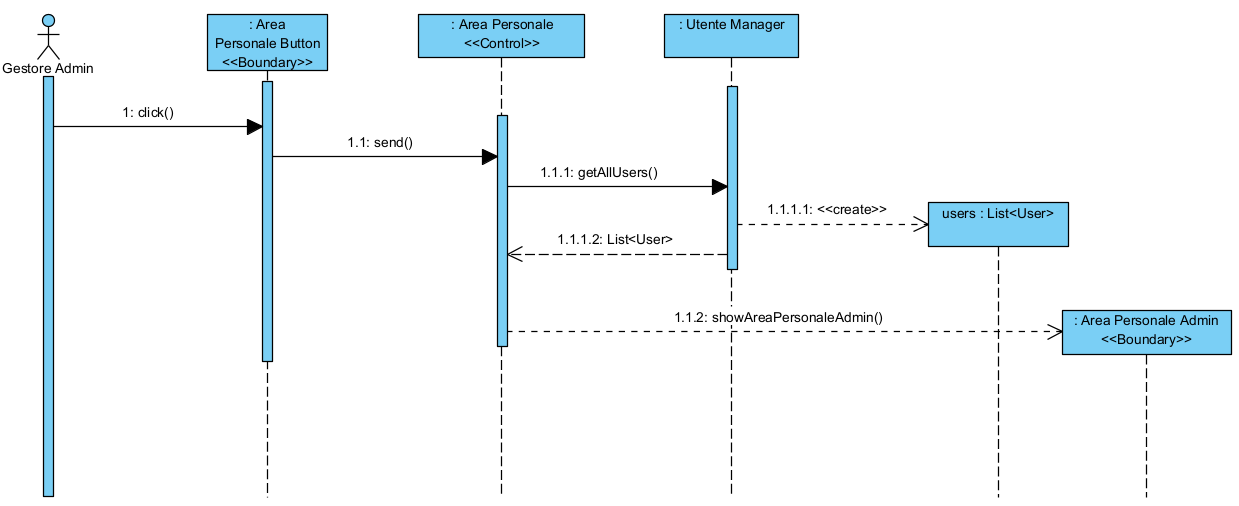 : Area
Personale Button
<<Boundary>>
: Area Personale
<<Control>>
: Utente Manager
Gestore Admin
1: click()
1.1: send()
1.1.1: getAllUsers()
1.1.1.1: <<create>>
users : List<User>
1.1.1.2: List<User>
1.1.2: showAreaPersonaleAdmin()
: Area Personale Admin
<<Boundary>>